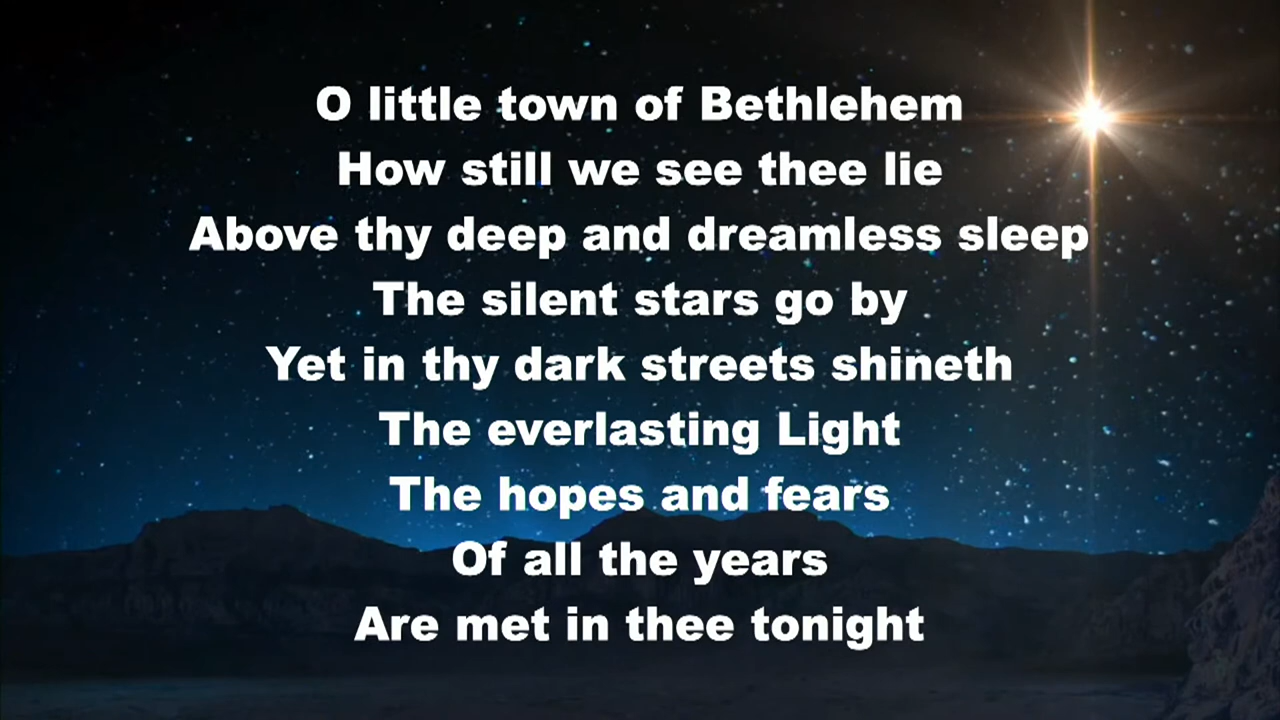 O little town of Bethlehem
How still we see thee lie
Above thy deep and dreamless sleep
The silent stars go by
Yet in thy dark streets shineth
The everlasting Light
The hopes and fears
Of all the years
Are met in thee tonight